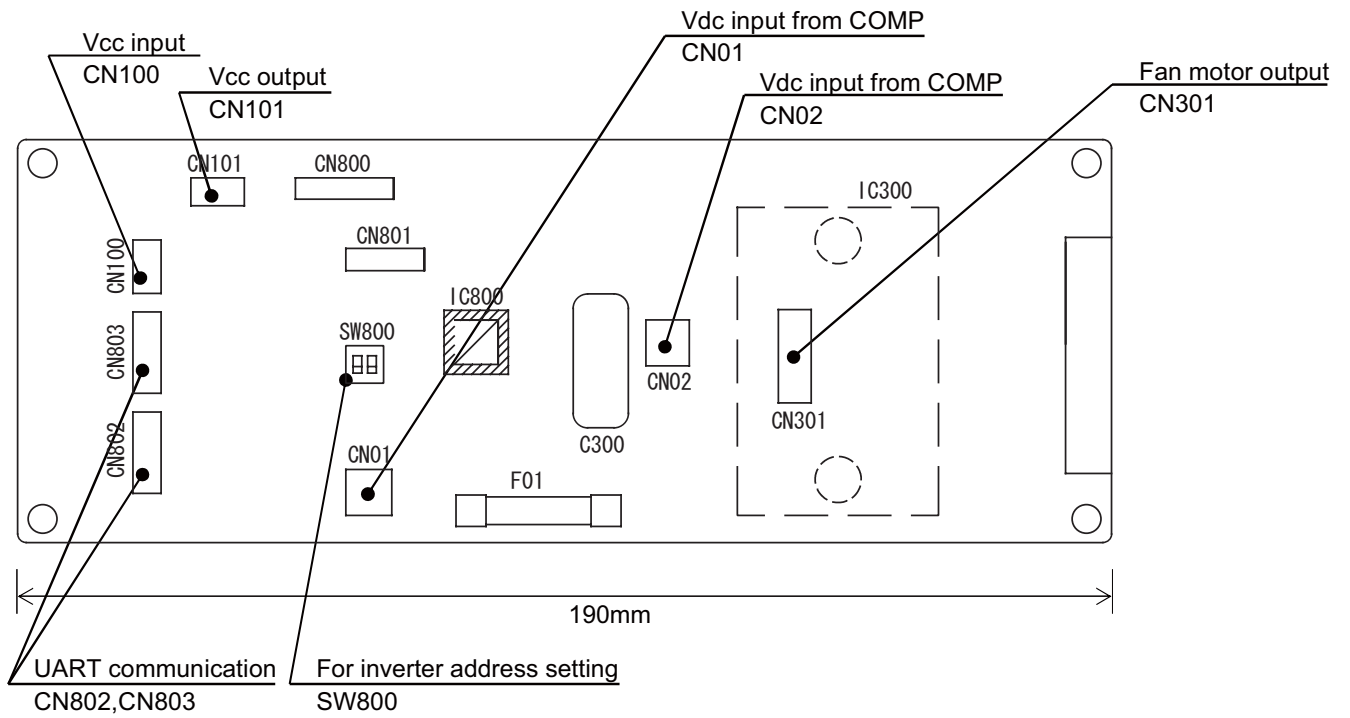 Vdc input from COMP
CN01
Vcc input
CN100
Vcc output
CN101
Vdc input from COMP
CN02
Fan motor output
CN301
CN101
CN800
IC300
CN801
CN100
IC800
SW800
CN803
CN02
CN301
C300
CN802
CN01
F01
190mm
UART communication
CN802,CN803
For inverter address setting
SW800